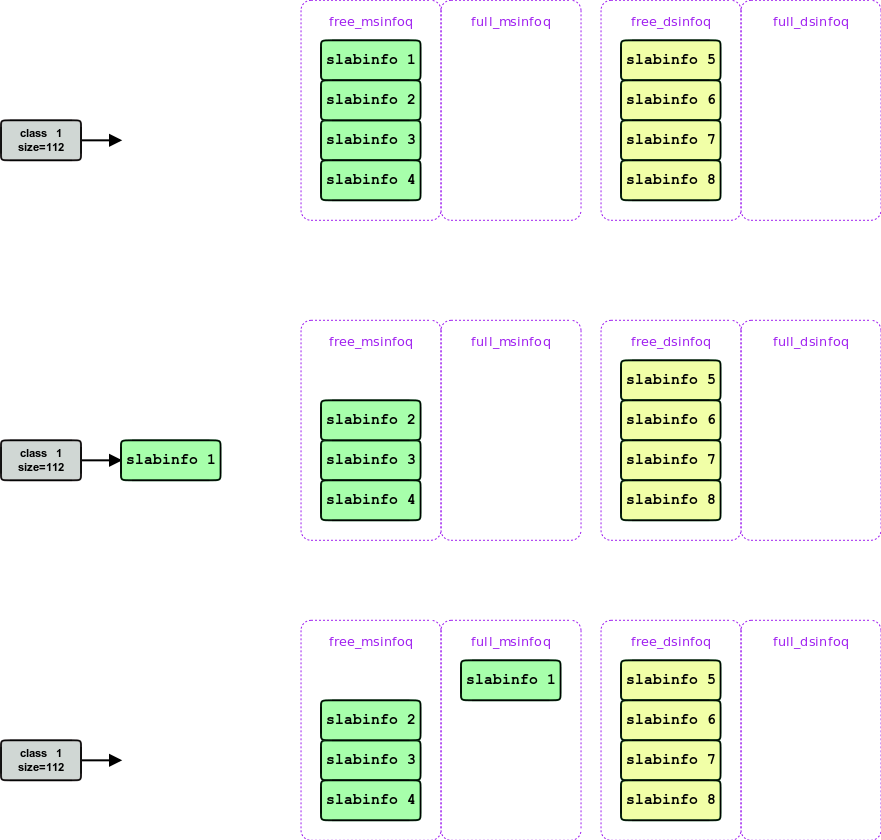 free_msinfoq full_msinfoq free_dsinfoq full_dsinfoq
slabinfo 1 slabinfo 5
slabinfo 2 slabinfo 6
class 1
size=112
slabinfo 3 slabinfo 7
slabinfo 4 slabinfo 8
free_msinfoq full_msinfoq free_dsinfoq full_dsinfoq
slabinfo 5
slabinfo 2 slabinfo 6
class 1
size=112
slabinfo 1 slabinfo 3 slabinfo 7
slabinfo 4 slabinfo 8
free_msinfoq full_msinfoq free_dsinfoq full_dsinfoq
slabinfo 1 slabinfo 5
slabinfo 2 slabinfo 6
class 1
size=112
slabinfo 3 slabinfo 7
slabinfo 4 slabinfo 8